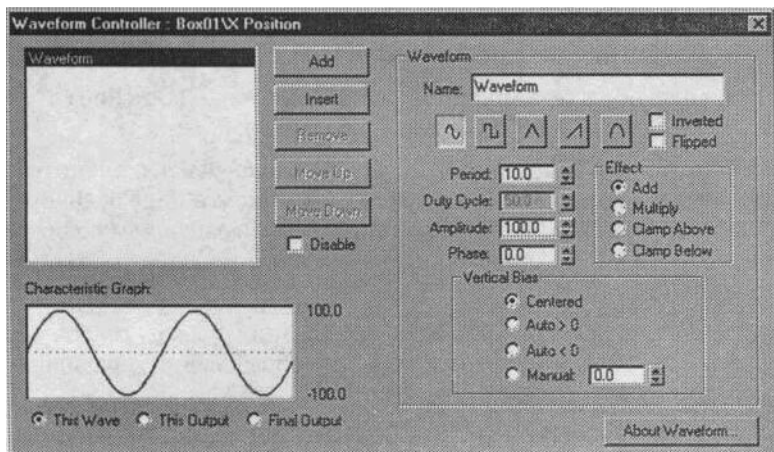 Waveform Controller : Box01\X Position
Waveform
Add
Insert
Remove
Move Up
Move Down
Disable
Characteristic Graph:
100.0
-100.0
This Wave
This Output
Final Output
Waveform
Name: Waveform
Inverted
Flipped
Period: 10.0
Duty Cycle: 50.0
Amplitude: 100.0
Phase: 0.0
Effect
Add
Multiply
Clamp Above
Clamp Below
Vertical Bias
Centered
Auto > 0
Auto < 0
Manual: 0.0
About Waveform...